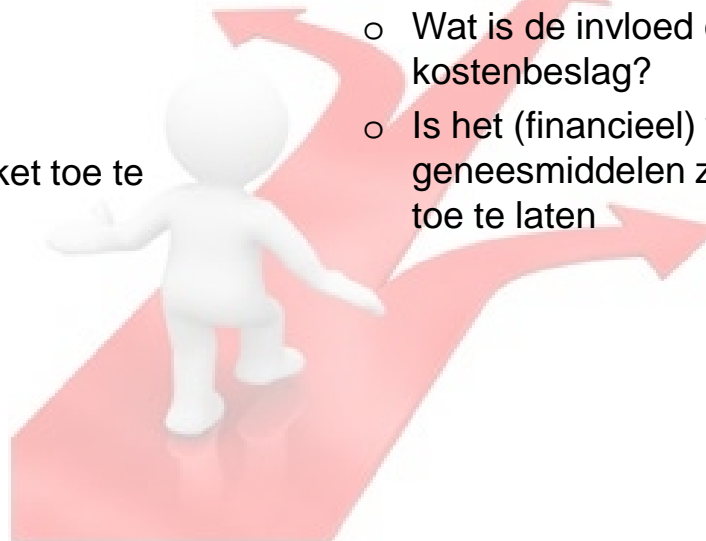 ket toe te
o Wat is de invloed
kostenbeslag?
o Is het (financieel)
geneesmiddelen
toe te laten